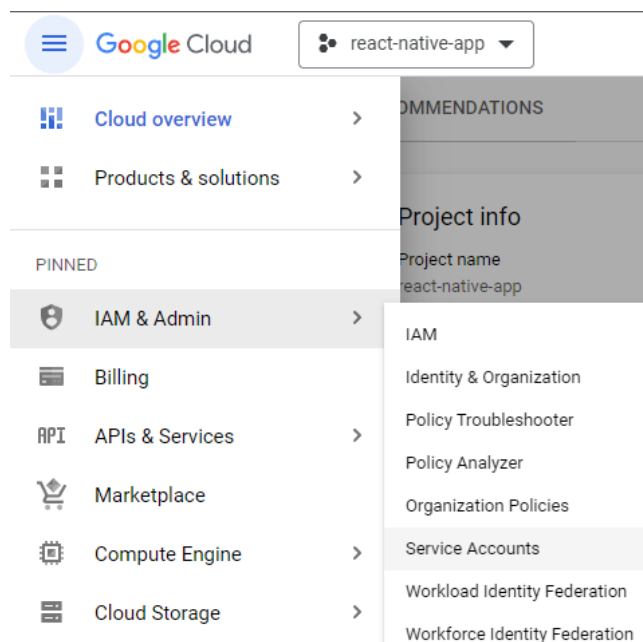 Google Cloud
react-native-app
Cloud overview
OMMENDATIONS
Products & solutions
Project info
PINNED
Project name
react-native-app
IAM & Admin
IAM
Billing
Identity & Organization
Policy Troubleshooter
API
APIs & Services
Policy Analyzer
Marketplace
Organization Policies
Compute Engine
Service Accounts
Workload Identity Federation
Cloud Storage
Workforce Identity Federation